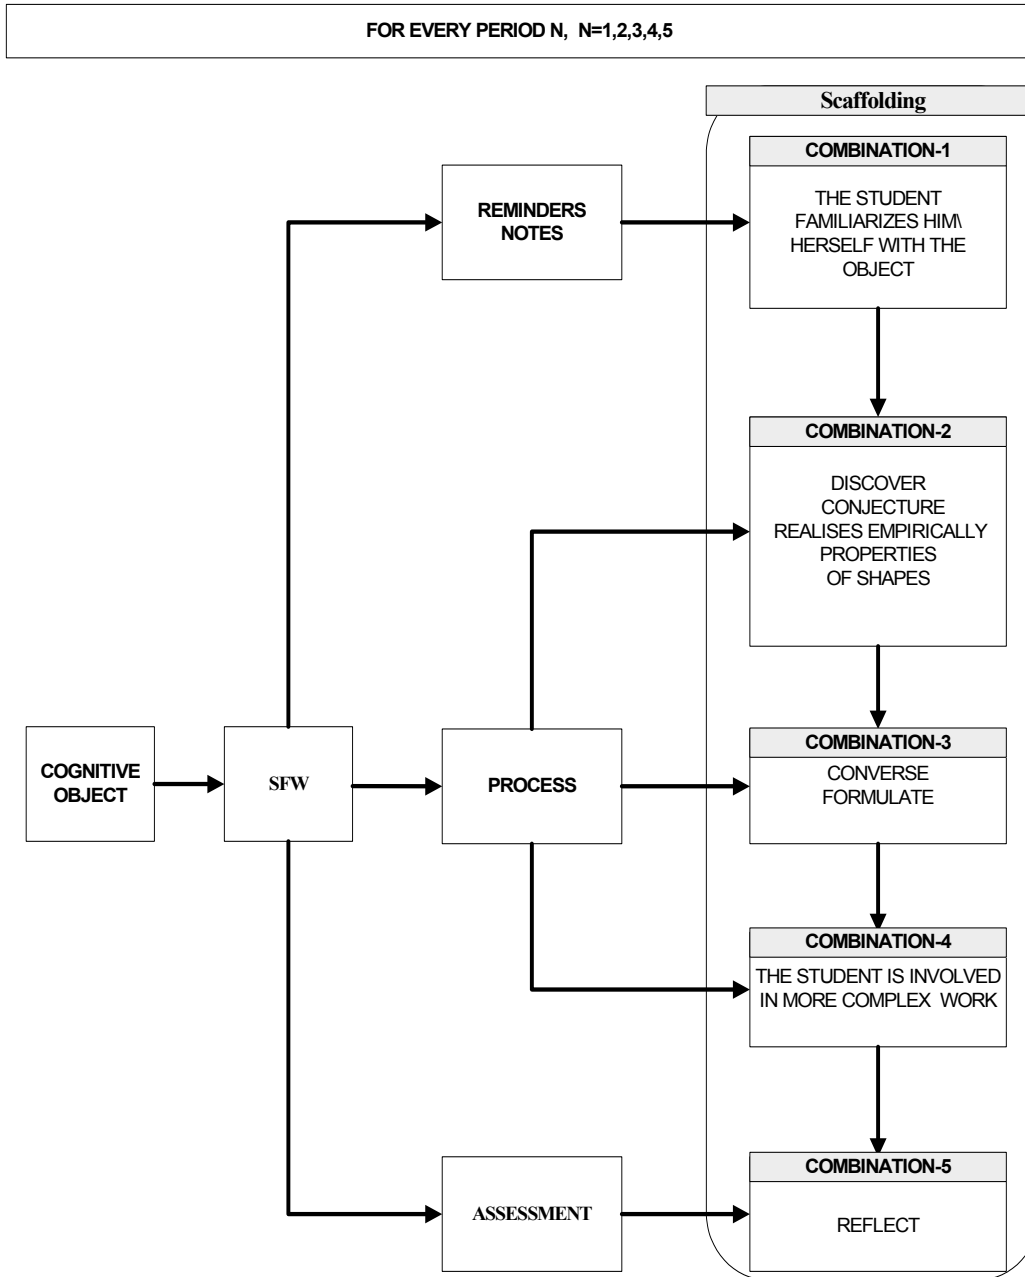 FOR EVERY PERIOD N, N=1,2,3,4,5
Scaffolding
COMBINATION-1
THE STUDENT
FAMILIARIZES HIM\
HERSELF WITH THE
OBJECT
REMINDERS
NOTES
COMBINATION-2
DISCOVER
CONJECTURE
REALISES EMPIRICALLY
PROPERTIES
OF SHAPES
COGNITIVE
OBJECT
SFW
PROCESS
COMBINATION-3
CONVERSE
FORMULATE
COMBINATION-4
THE STUDENT IS INVOLVED
IN MORE COMPLEX WORK
ASSESSMENT
COMBINATION-5
REFLECT